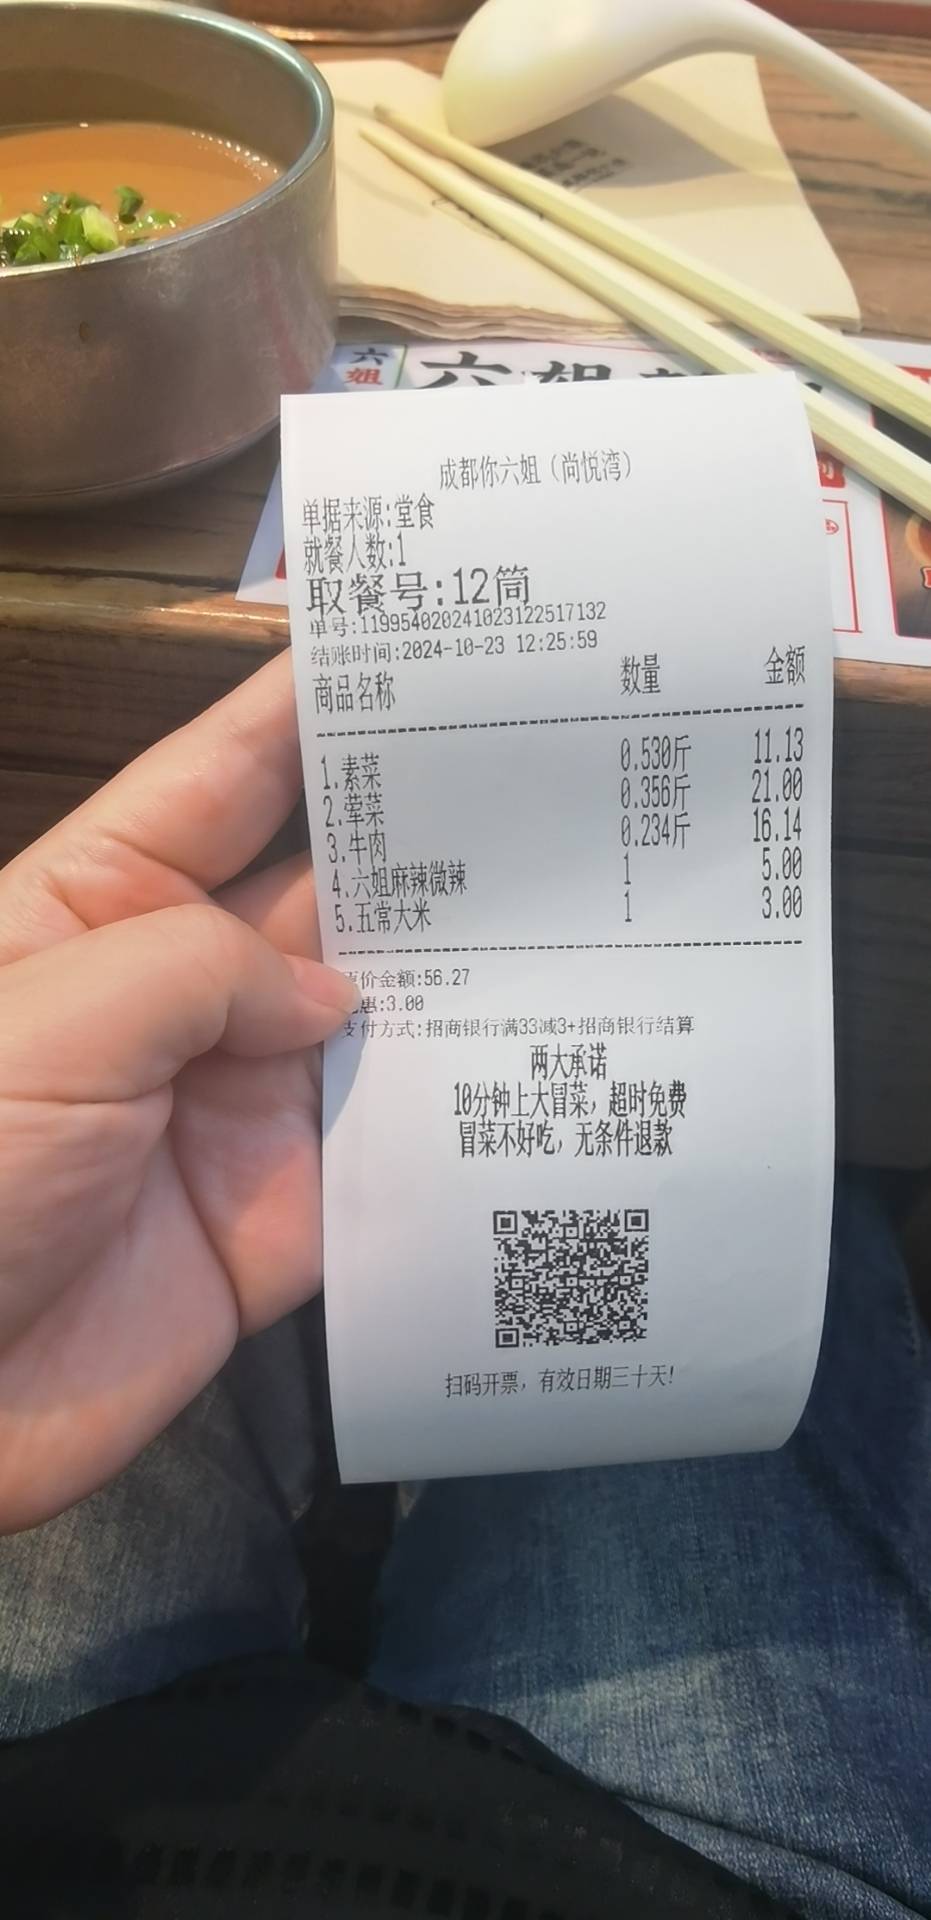 六姐
六姐
成都你六姐（尚悦湾）
单据来源:堂食
就餐人数:1
取餐号:12筒
单号:119954020241023122517132
结账时间:2024-10-23 12:25:59
商品名称 数量 金额
1.素菜 0.530斤 11.13
2.荤菜 0.356斤 21.00
3.牛肉 0.234斤 16.14
4.六姐麻辣微辣 1 5.00
5.五常大米 1 3.00
价金额:56.27
惠:3.00
支付方式:招商银行满33减3+招商银行结算
两大承诺
10分钟上大冒菜，超时免费
冒菜不好吃，无条件退款
扫码开票，有效日期三十天!